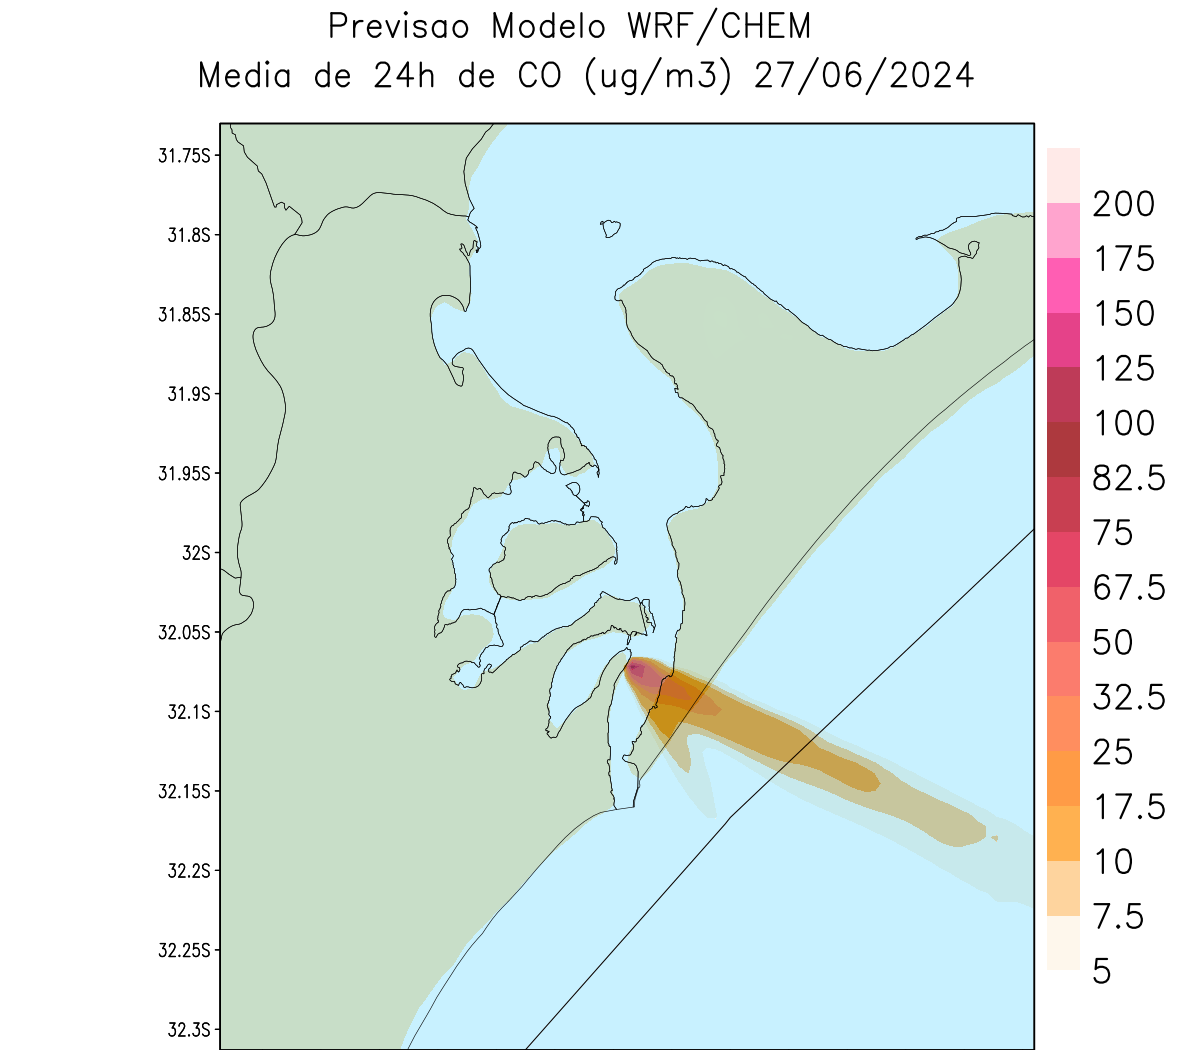 Previsao Modelo WRF/CHEM
Media de 24h de CO (ug/m3) 27/06/2024
31.75S
31.8S
31.85S
31.9S
31.95S
32S
32.05S
32.1S
32.15S
32.2S
32.25S
32.3S
200
175
150
125
100
82.5
75
67.5
50
32.5
25
17.5
10
7.5
5